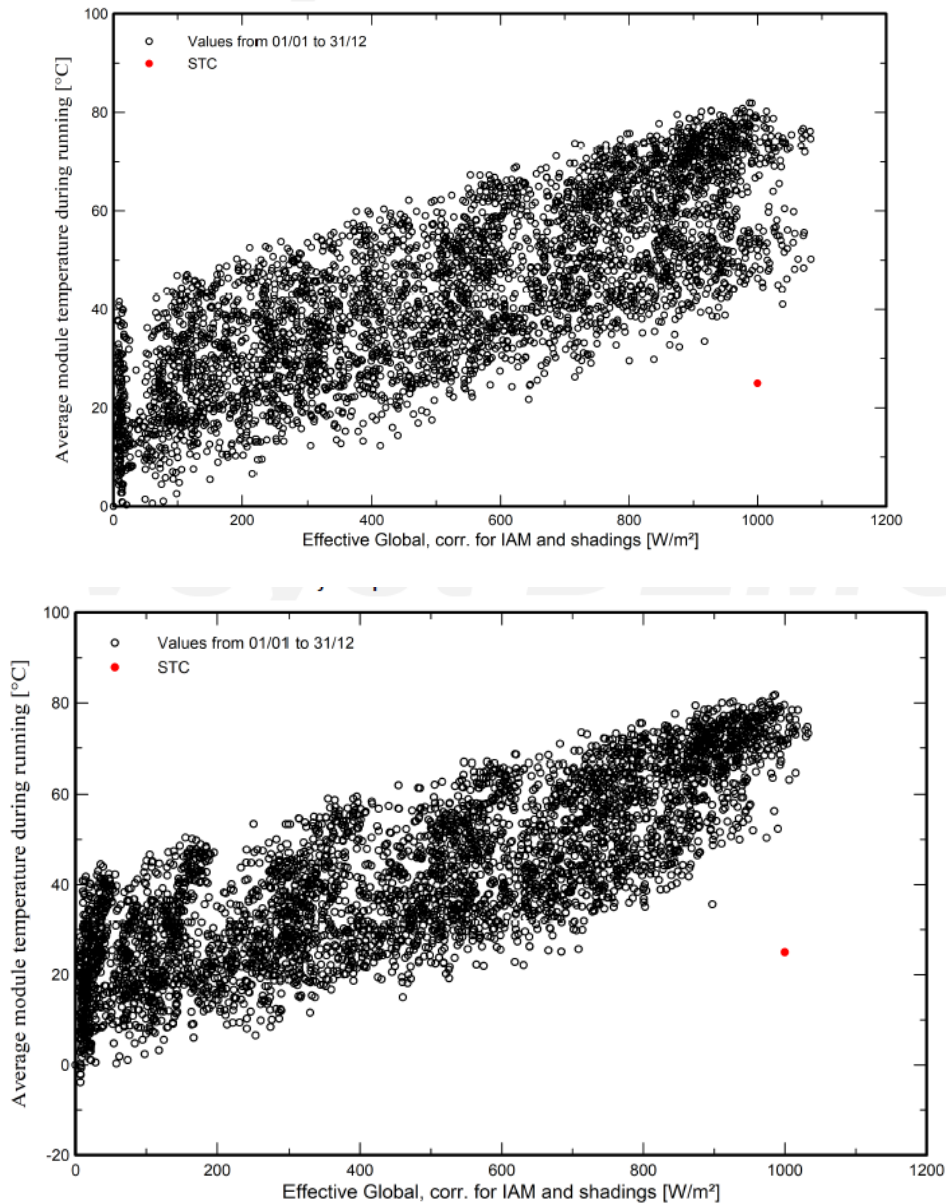 100
Values from 01/01 to 31/12
STC
80
60
40
20
0
Average module temperature during running [°C]
0 200 400 600 800 1000 1200
Effective Global, corr. for IAM and shadings [W/m²]
100
Values from 01/01 to 31/12
STC
80
60
40
20
0
-20
Average module temperature during running [°C]
0 200 400 600 800 1000 1200
Effective Global, corr. for IAM and shadings [W/m²]